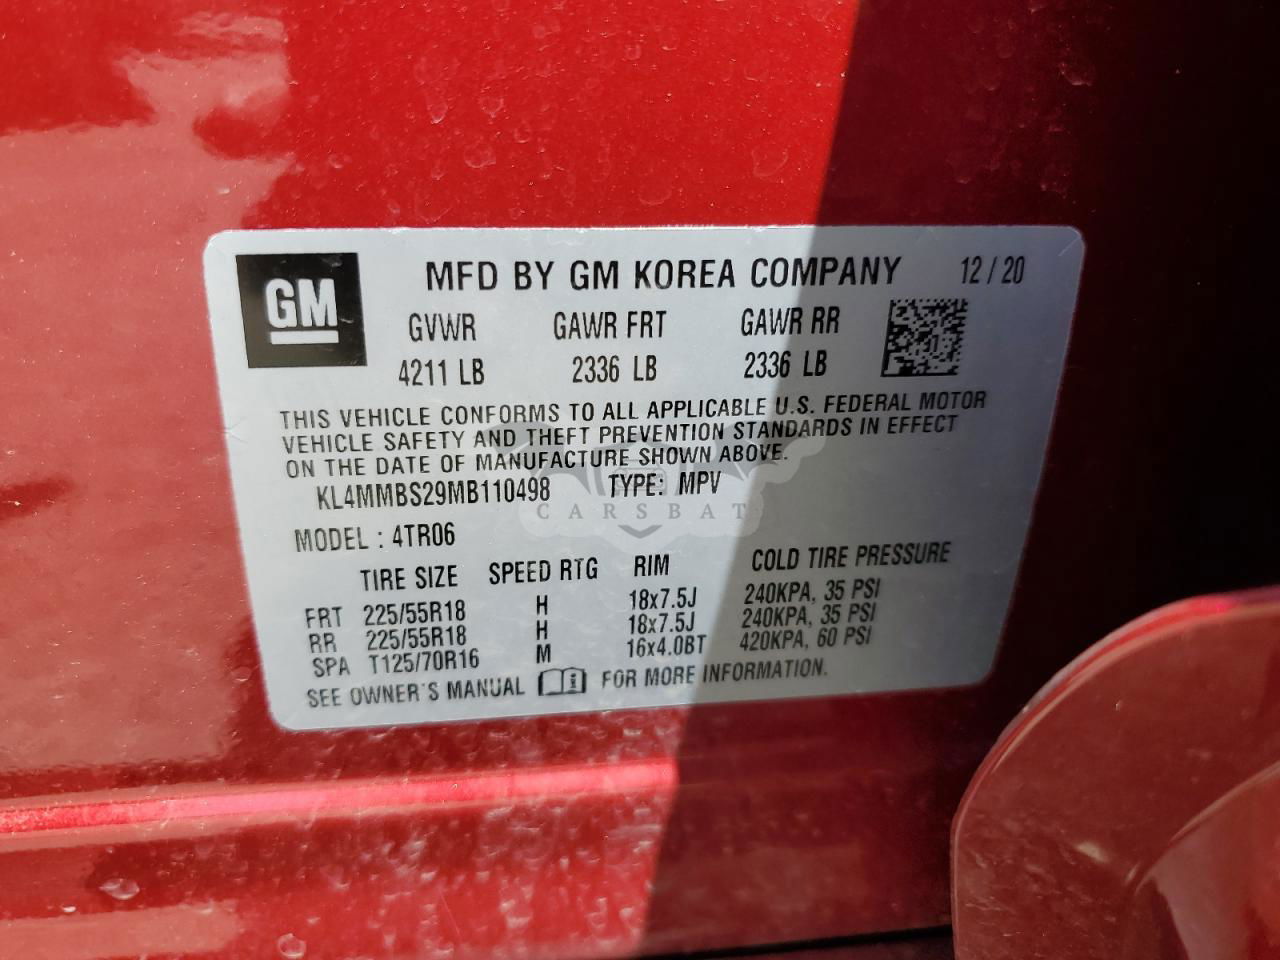 GM MFD BY GM KOREA COMPANY 12/20
GVWR GAWR FRT GAWR RR
4211 LB 2336 LB 2336 LB
THIS VEHICLE CONFORMS TO ALL APPLICABLE U.S. FEDERAL MOTOR
VEHICLE SAFETY AND THEFT PREVENTION STANDARDS IN EFFECT
ON THE DATE OF MANUFACTURE SHOWN ABOVE.
KL4MMBS29MB110498 TYPE: MPV
CARSBAT
MODEL : 4TR06
TIRE SIZE SPEED RTG RIM COLD TIRE PRESSURE
FRT 225/55R18 H 18x7.5J 240KPA, 35 PSI
RR 225/55R18 H 18x7.5J 240KPA, 35 PSI
SPA T125/70R16 M 16x4.0BT 420KPA, 60 PSI
SEE OWNER'S MANUAL i FOR MORE INFORMATION.